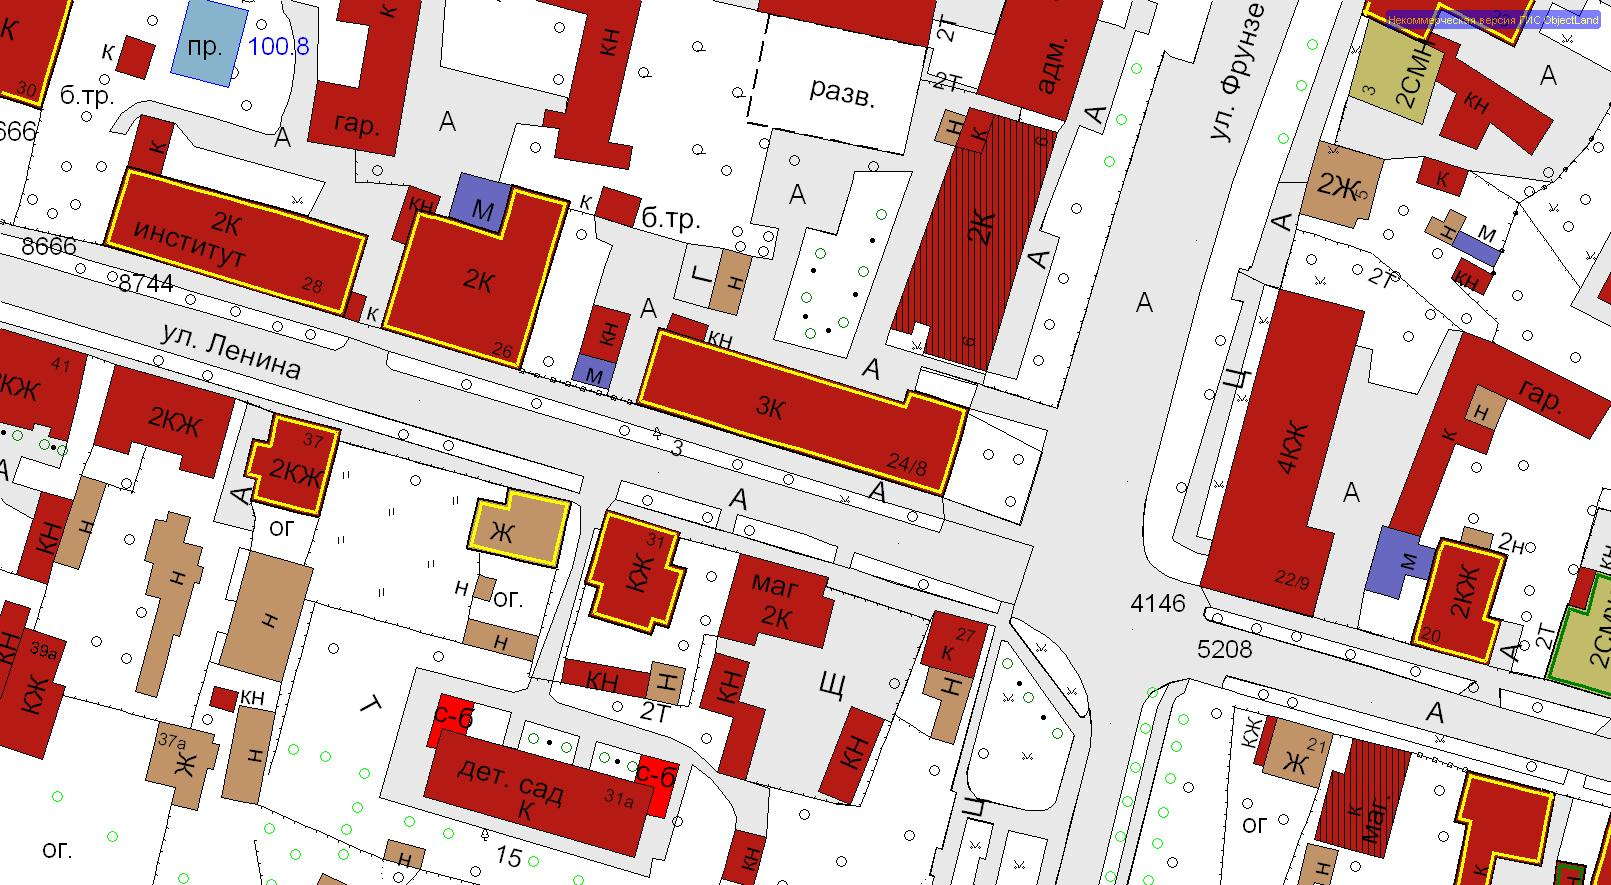 Некоммерческая версия ГИС ObjectLand
К
30
к
пр.
100.8
б.тр.
666
А
гар.
к
А
кн
разв.
2Т
2Т
адм.
А
ул. Фрунзе
3
2СМН
кн
А
к
2К
институт
28
8666
8744
к
кн
М
2К
26
к
б.тр.
А
Г
н
кн
м
А
кн
3К
24/8
А
н
к
6
2К
6
А
А
А
2Ж
5
к
н
м
кн
2Т
ул. Ленина
41
2КЖ
37
2КЖ
А
ог
А
КН
н
н
н
Ж
н
ог.
н
3
А
А
31
КЖ
маг
2К
27
к
Н
КН
Н
2Т
КН
Щ
КН
Ц
4КЖ
22/9
А
гар.
н
к
м
2н
2КЖ
20
А
2Т
кн
4146
5208
А
39а
КЖ
КН
кн
н
37а
Ж
Т
с-б
дет. сад
К
31а
с-б
15
н
кн
ог.
Ц
КЖ
21
Ж
ог
к
маг.
н
к